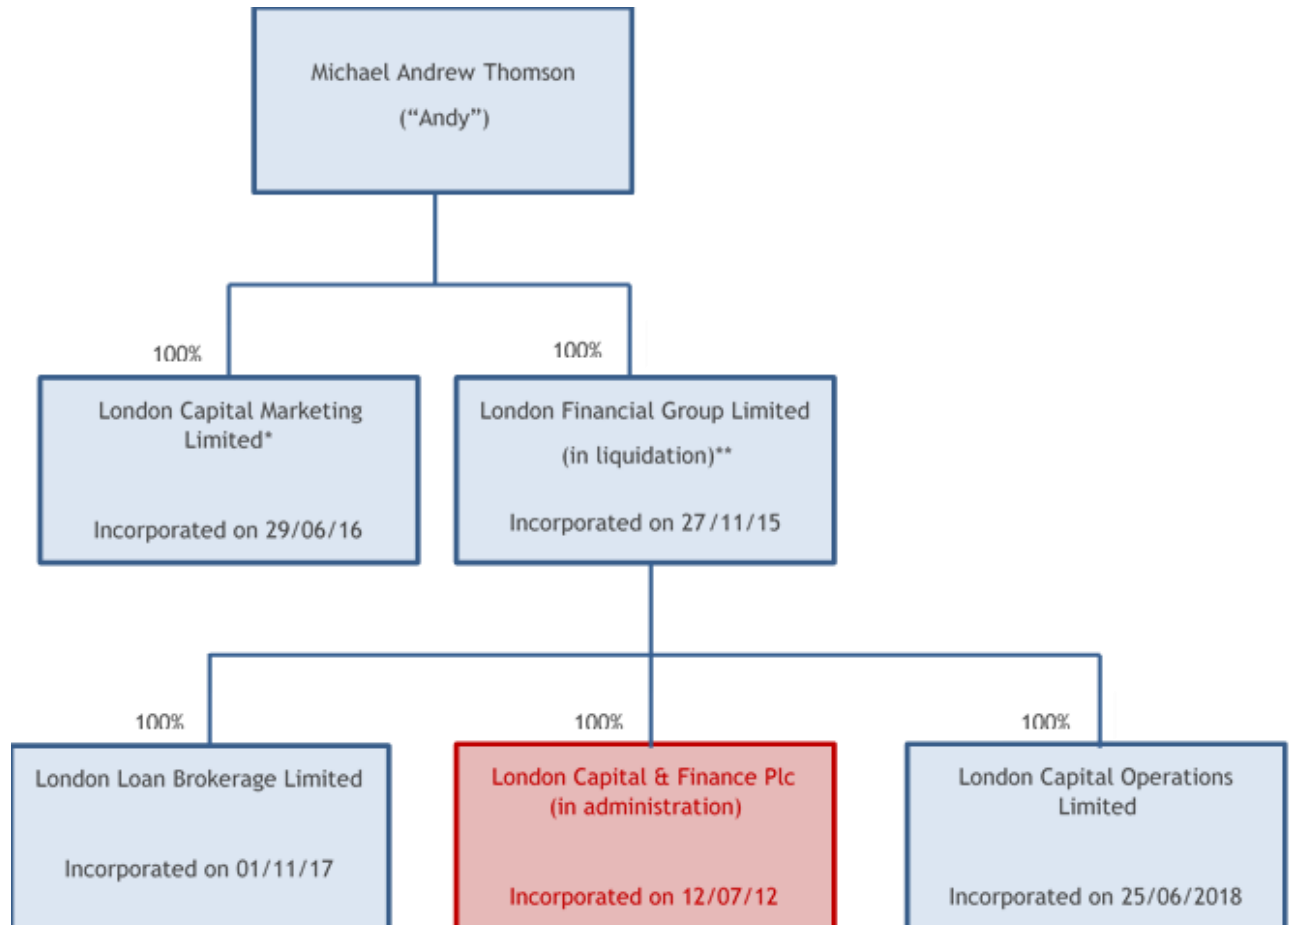 Michael Andrew Thomson
(“Andy”)
100%
100%
London Capital Marketing
Limited*
Incorporated on 29/06/16
London Financial Group Limited
(in liquidation)**
Incorporated on 27/11/15
100%
100%
100%
London Loan Brokerage Limited
Incorporated on 01/11/17
London Capital & Finance Plc
(in administration)
Incorporated on 12/07/12
London Capital Operations
Limited
Incorporated on 25/06/2018